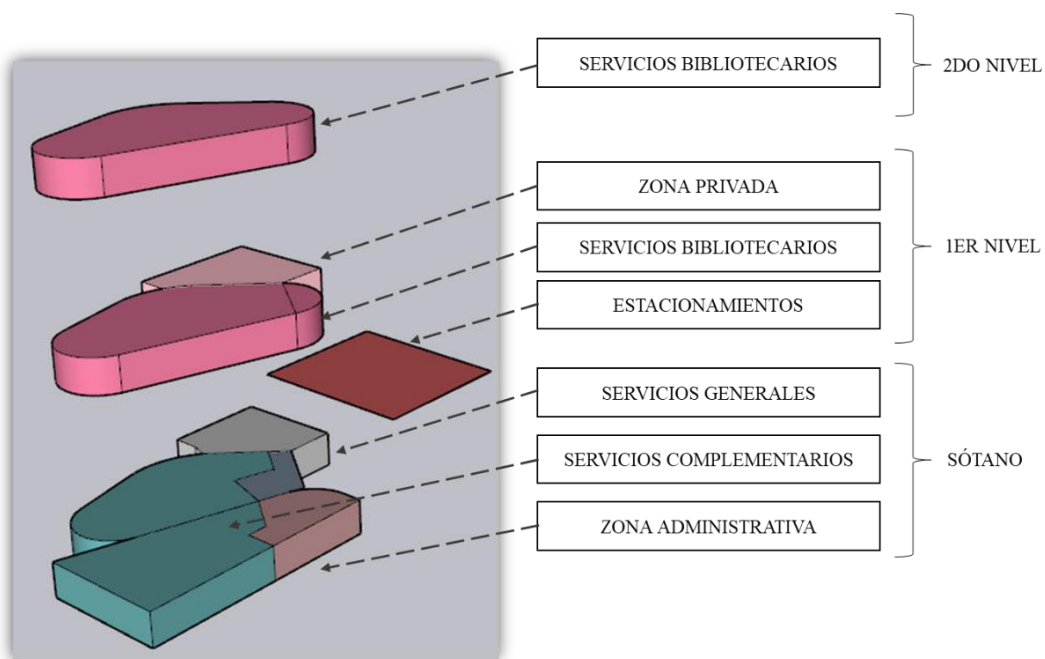 SERVICIOS BIBLIOTECARIOS
2DO NIVEL
ZONA PRIVADA
SERVICIOS BIBLIOTECARIOS
1ER NIVEL
ESTACIONAMIENTOS
SERVICIOS GENERALES
SERVICIOS COMPLEMENTARIOS
SÓTANO
ZONA ADMINISTRATIVA